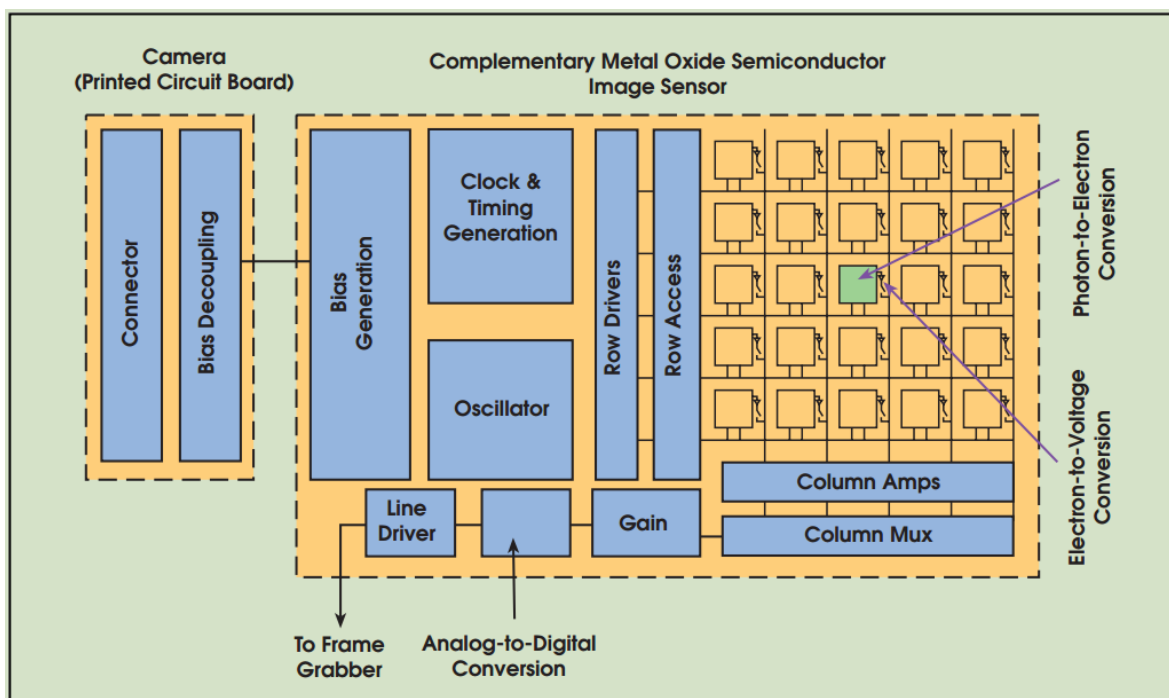 Camera
(Printed Circuit Board)
Complementary Metal Oxide Semiconductor
Image Sensor
Connector
Bias Decoupling
Bias
Generation
Clock &
Timing
Generation
Oscillator
Row Drivers
Row Access
Photon-to-Electron
Conversion
Electron-to-Voltage
Conversion
Column Amps
Column Mux
Line
Driver
Gain
To Frame
Grabber
Analog-to-Digital
Conversion